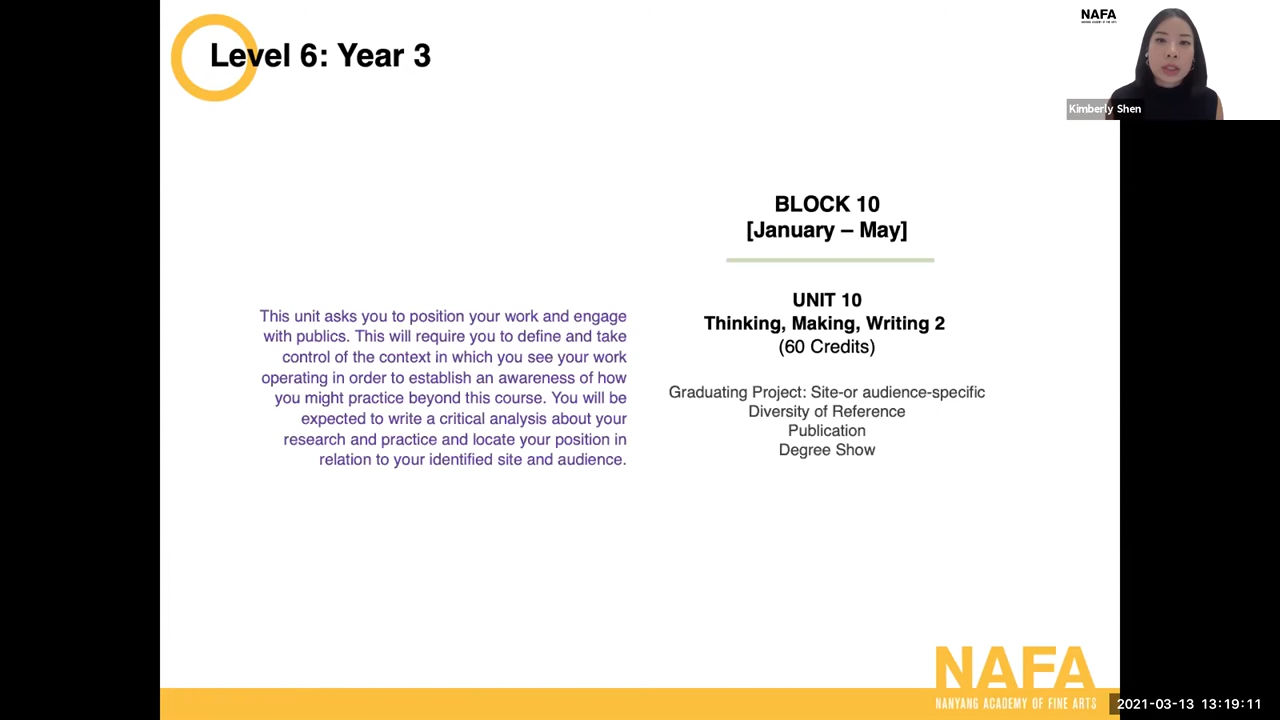 Level 6: Year 3
NAFA
Kimberly Shen
BLOCK 10
[January – May]
UNIT 10
Thinking, Making, Writing 2
(60 Credits)
This unit asks you to position your work and engage
with publics. This will require you to define and take
control of the context in which you see your work
operating in order to establish an awareness of how
you might practice beyond this course. You will be
expected to write a critical analysis about your
research and practice and locate your position in
relation to your identified site and audience.
Graduating Project: Site-or audience-specific
Diversity of Reference
Publication
Degree Show
NAFA
NANYANG ACADEMY OF FINE ARTS
2021-03-13 13:19:11